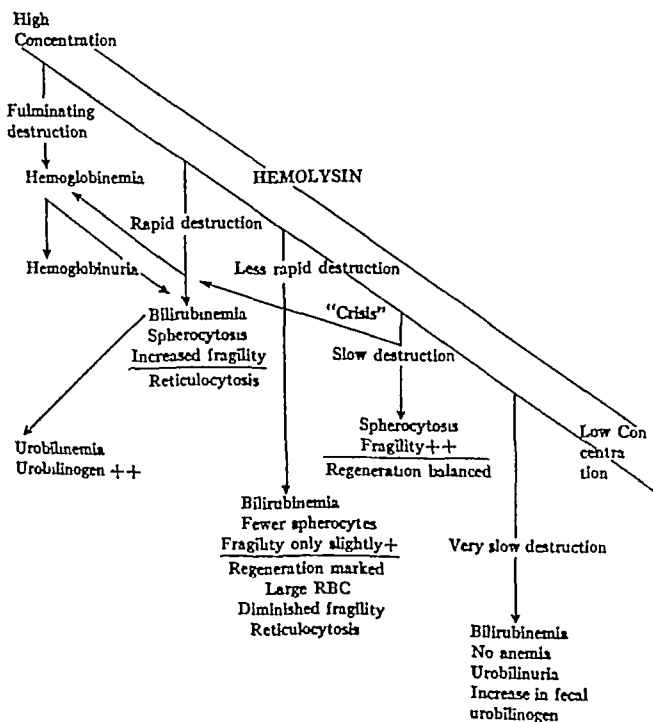 High
Concentration
Fulminating
destruction
Hemoglobinemia
HEMOLYSIN
Rapid destruction
Hemoglobinuria
Less rapid destruction
"Crisis"
Bilirubinemia
Spherocytosis
Increased fragility
Reticulocytosis
Slow destruction
Urobilinemia
Urobilinogen ++
Spherocytosis
Fragility++
Regeneration balanced
Low Con
centra
tion
Bilirubinemia
Fewer spherocytes
Fragility only slightly+
Regeneration marked
Large RBC
Diminished fragility
Reticulocytosis
Very slow destruction
Bilirubinemia
No anemia
Urobilinuria
Increase in fecal
urobilinogen